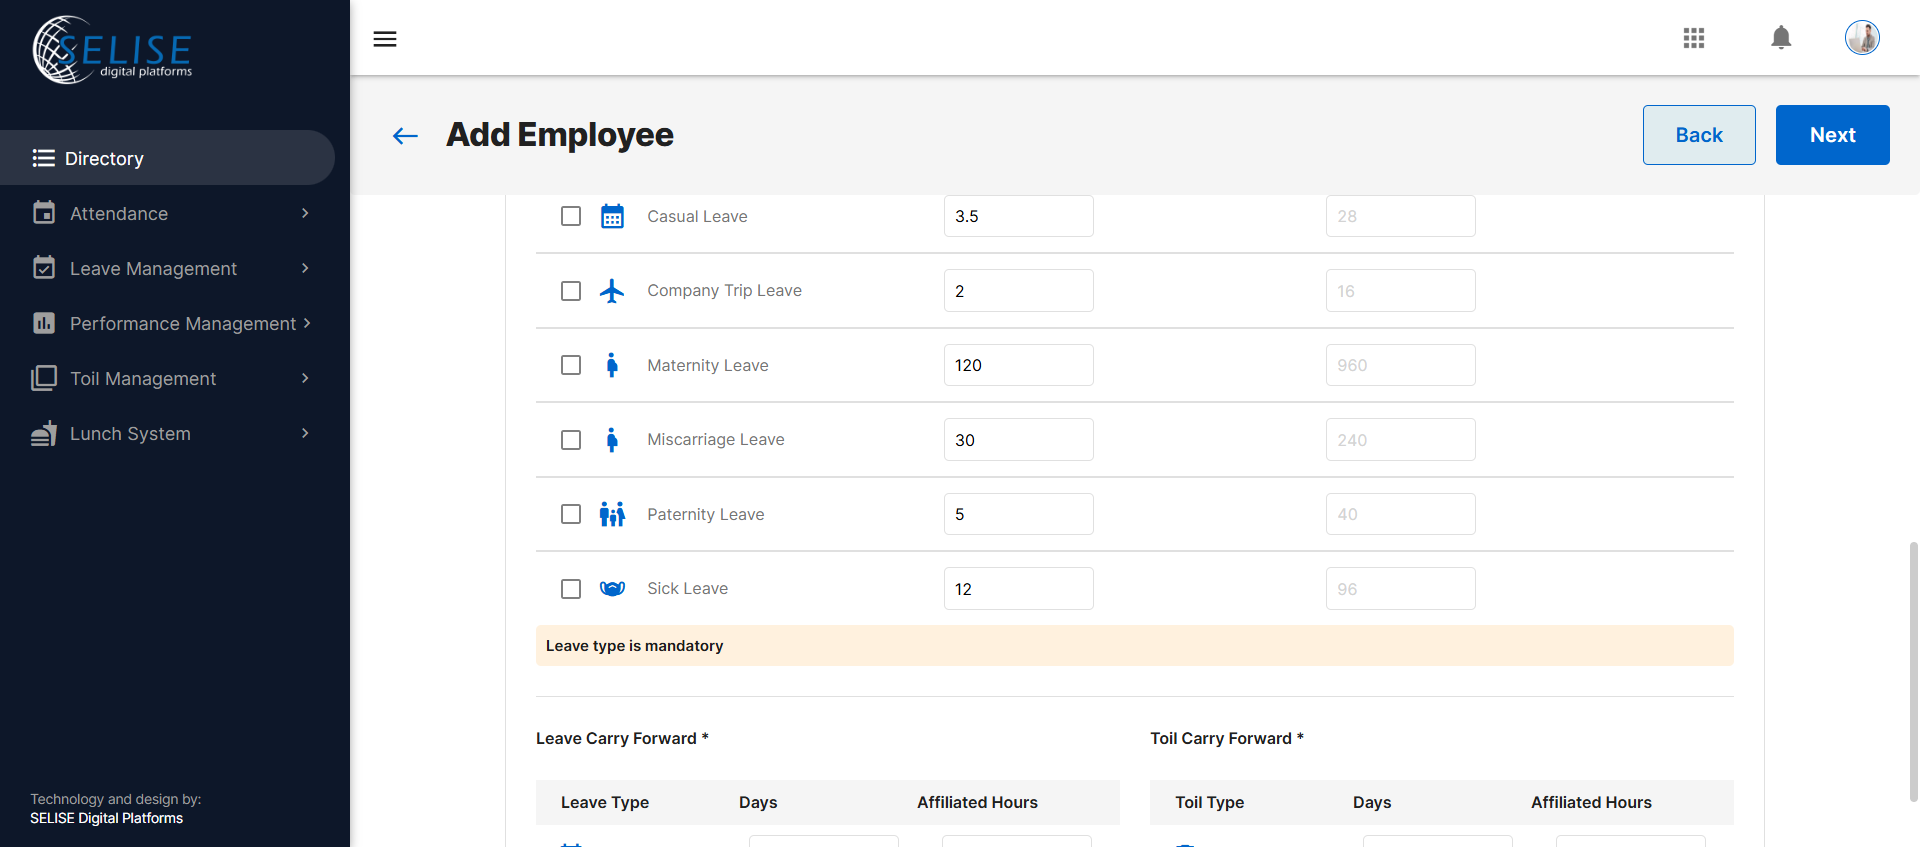 SELISE
digital platforms
Directory
Attendance
Leave Management
Performance Management
Toil Management
Lunch System
Technology and design by:
SELISE Digital Platforms
Add Employee
Back
Next
Casual Leave 3.5 28
Company Trip Leave 2 16
Maternity Leave 120 960
Miscarriage Leave 30 240
Paternity Leave 5 40
Sick Leave 12 96
Leave type is mandatory
Leave Carry Forward *
Leave Type Days Affiliated Hours
Toil Carry Forward *
Toil Type Days Affiliated Hours